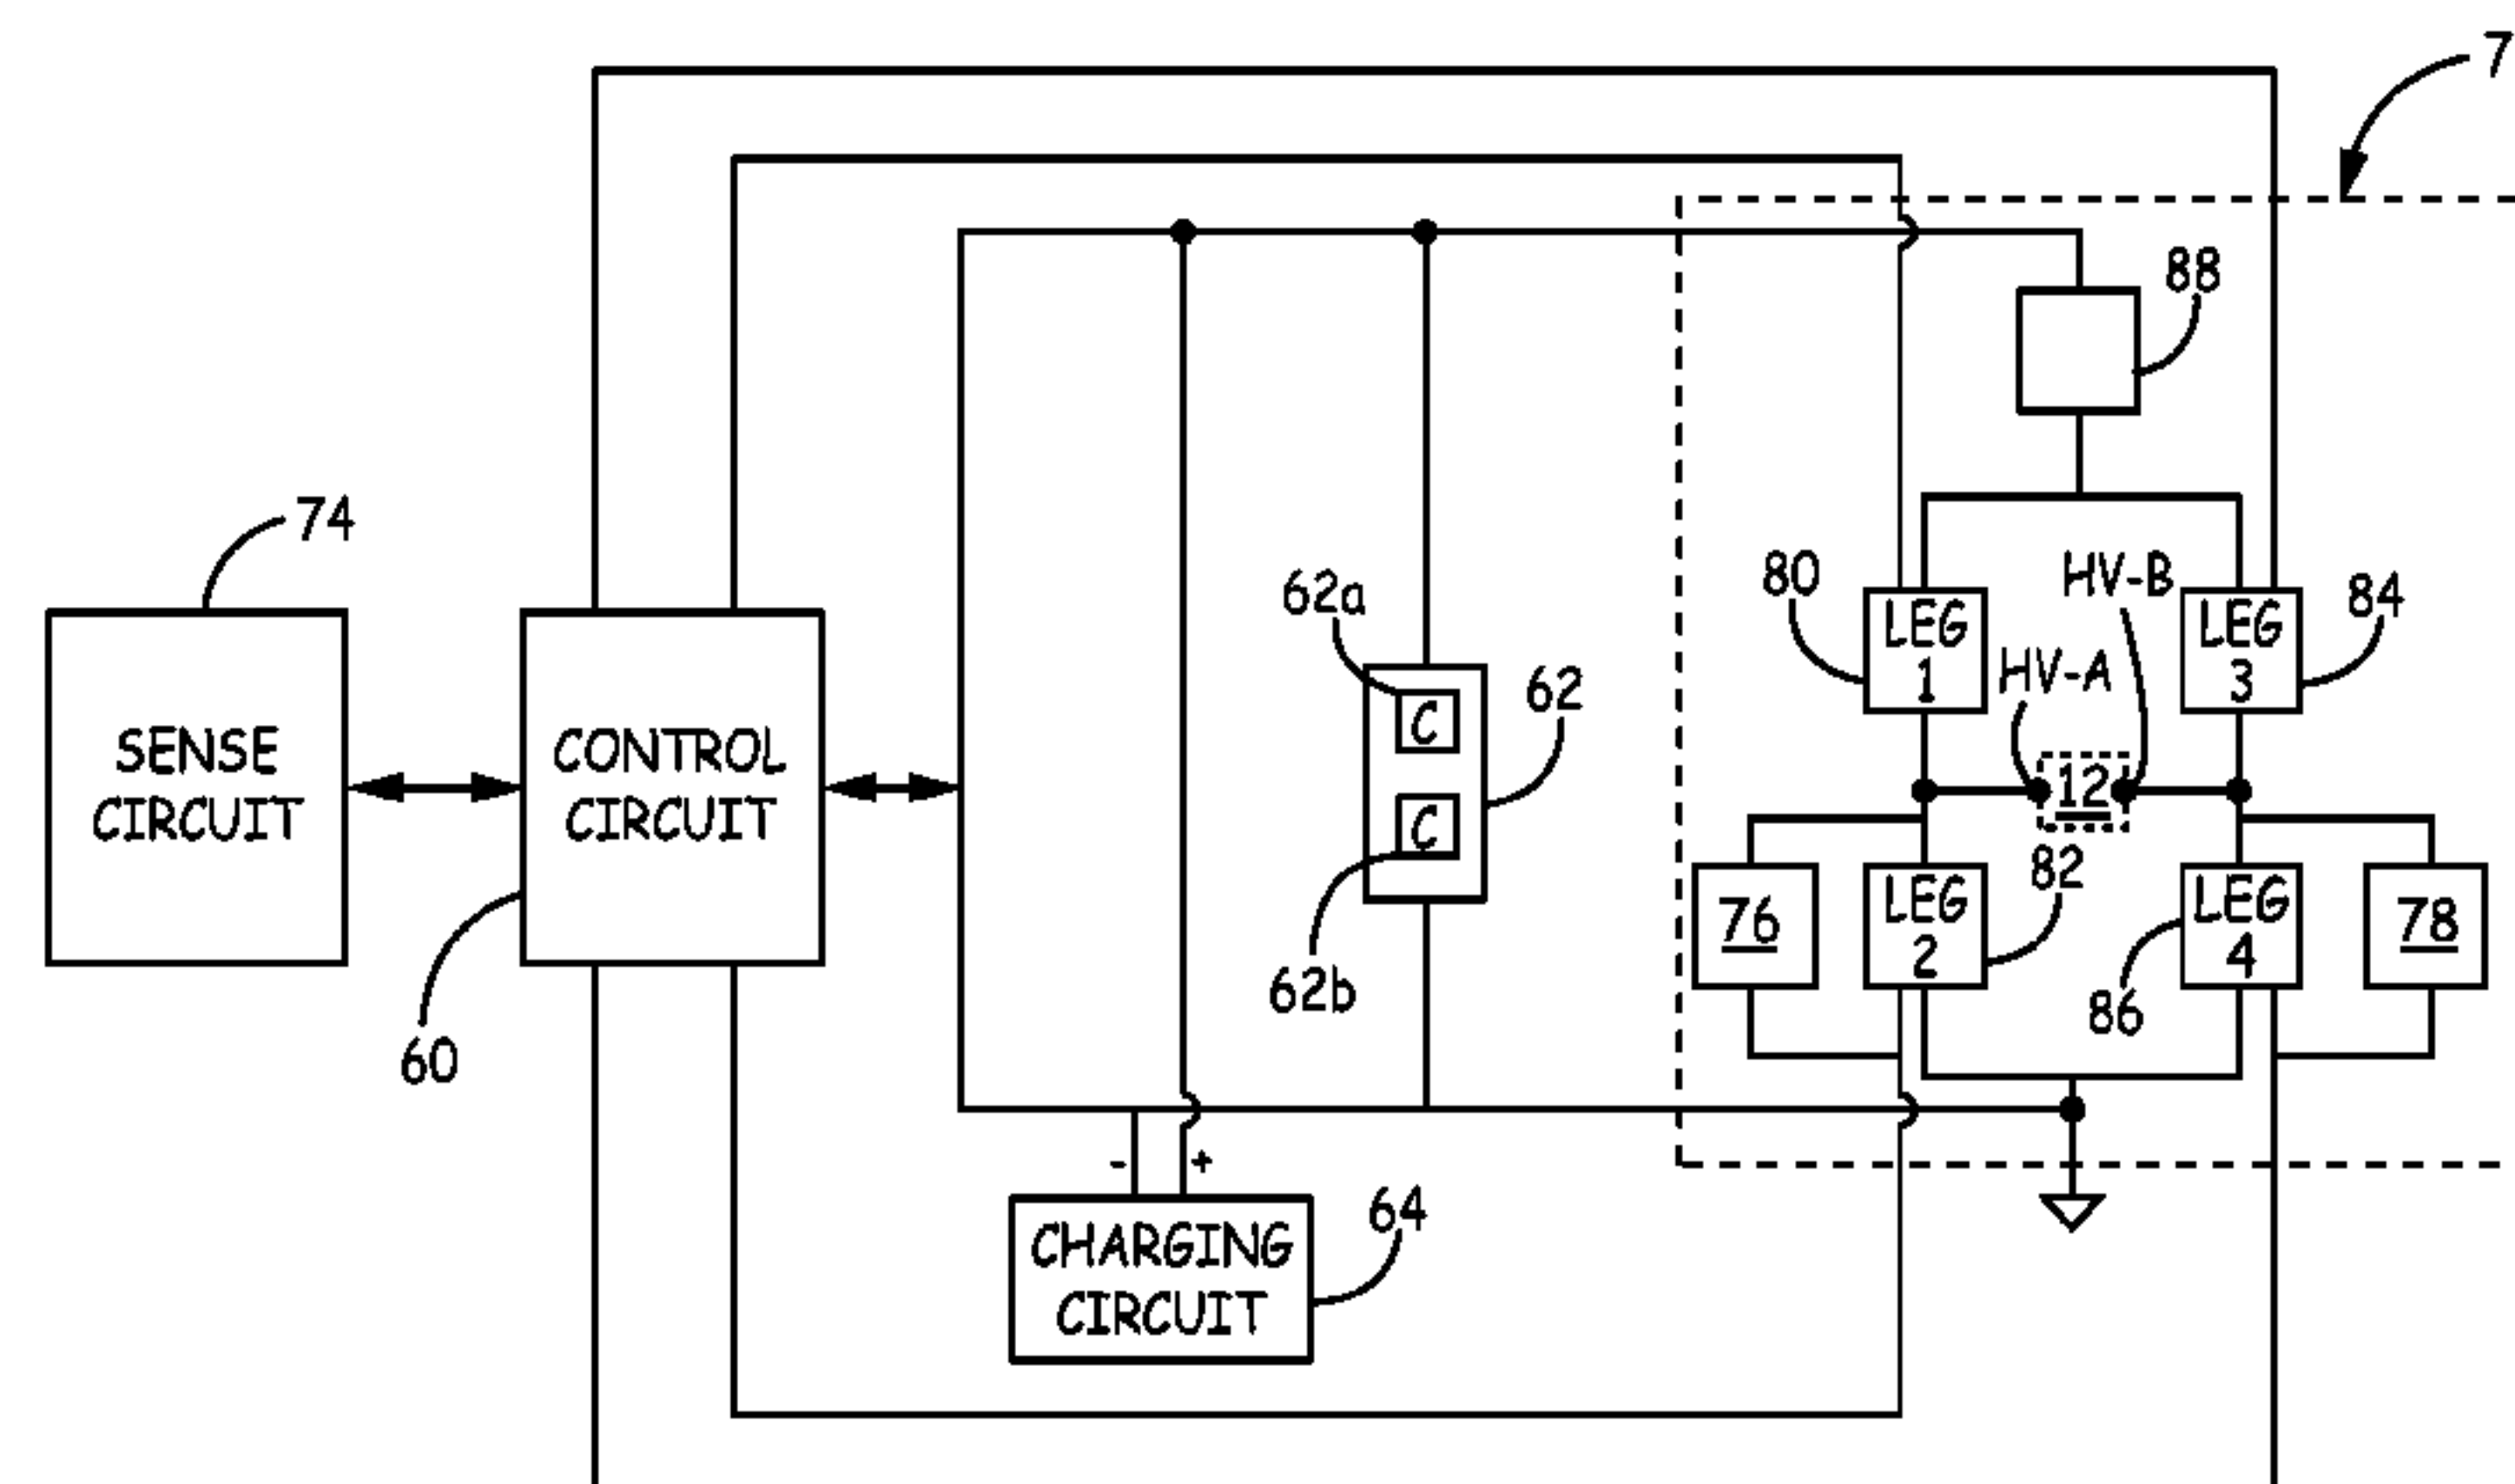 7
88
74
80
HV-B
84
62a
LEG
1
LEG
3
HV-A
62
C
SENSE
CIRCUIT
CONTROL
CIRCUIT
12
C
82
76
LEG
2
LEG
4
78
62b
86
60
- +
64
CHARGING
CIRCUIT